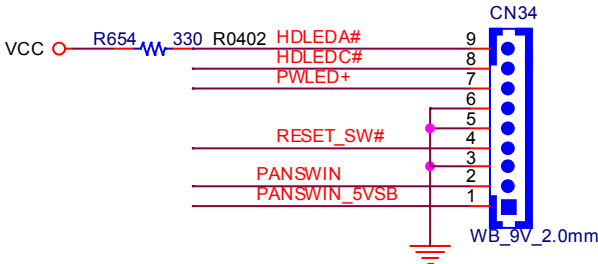 CN34
VCC R654 330 R0402 HDLEDA# 9
HDLEDC# 8
PWLED+ 7
6
5
RESET_SW# 4
3
PANSWIN 2
PANSWIN_5VSB 1
WB_9V_2.0mm